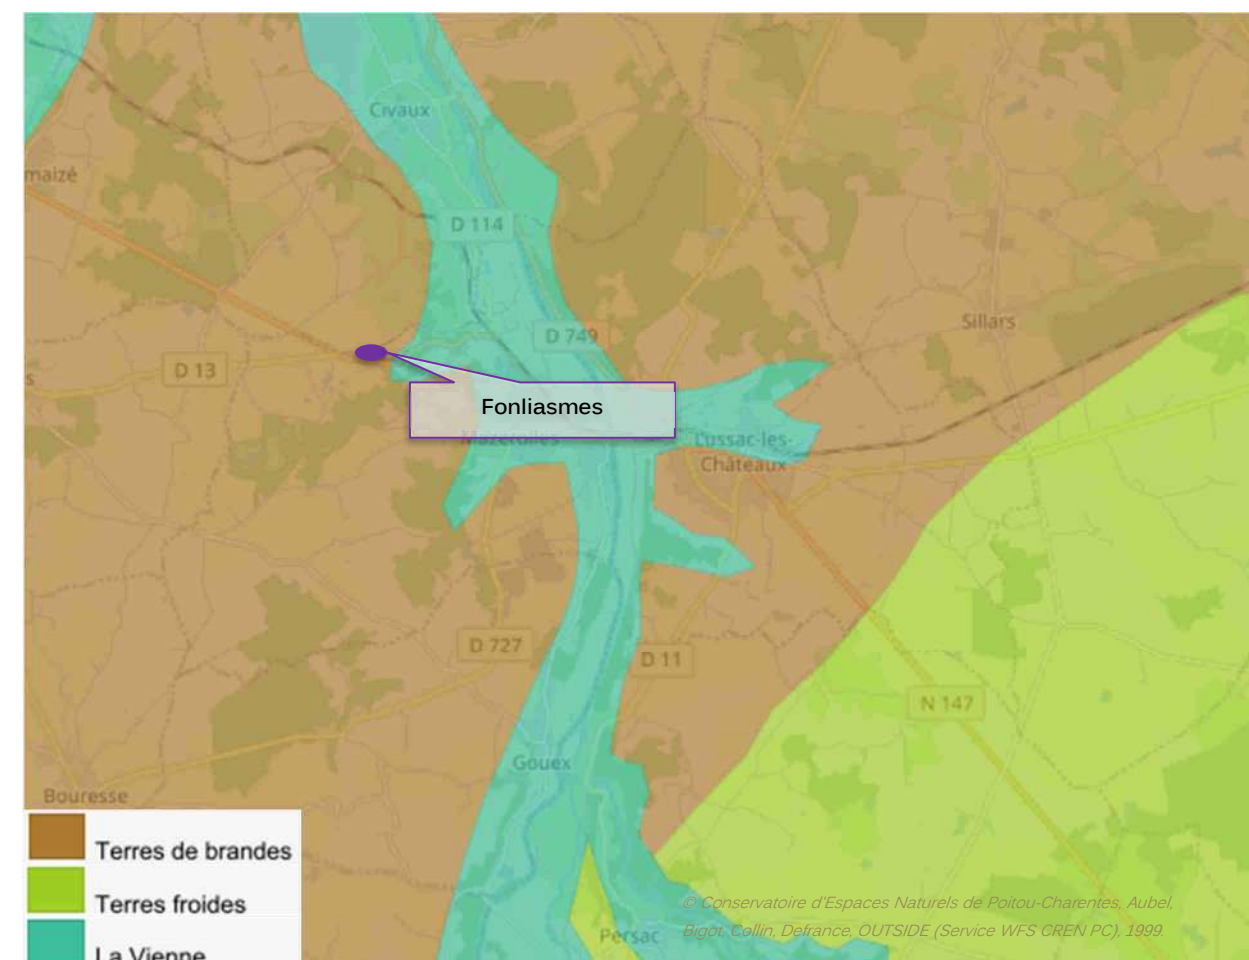 Civaux
maizé
D 114
Sillars
D 749
D 13
s
Fonliasmes
Mazerolles
Lussac-les-
Châteaux
D 727
D 11
N 147
Gouex
Bouresse
Terres de brandes
Terres froides
La Vienne
Persac
© Conservatoire d'Espaces Naturels de Poitou-Charentes, Aubel,
Bigot, Collin, Defrance, OUTSIDE (Service WFS CREN PC), 1999.